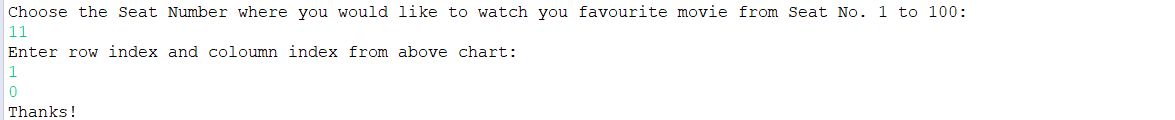 Choose the Seat Number where you would like to watch you favourite movie from Seat No. 1 to 100:
11
Enter row index and coloumn index from above chart:
1
0
Thanks!